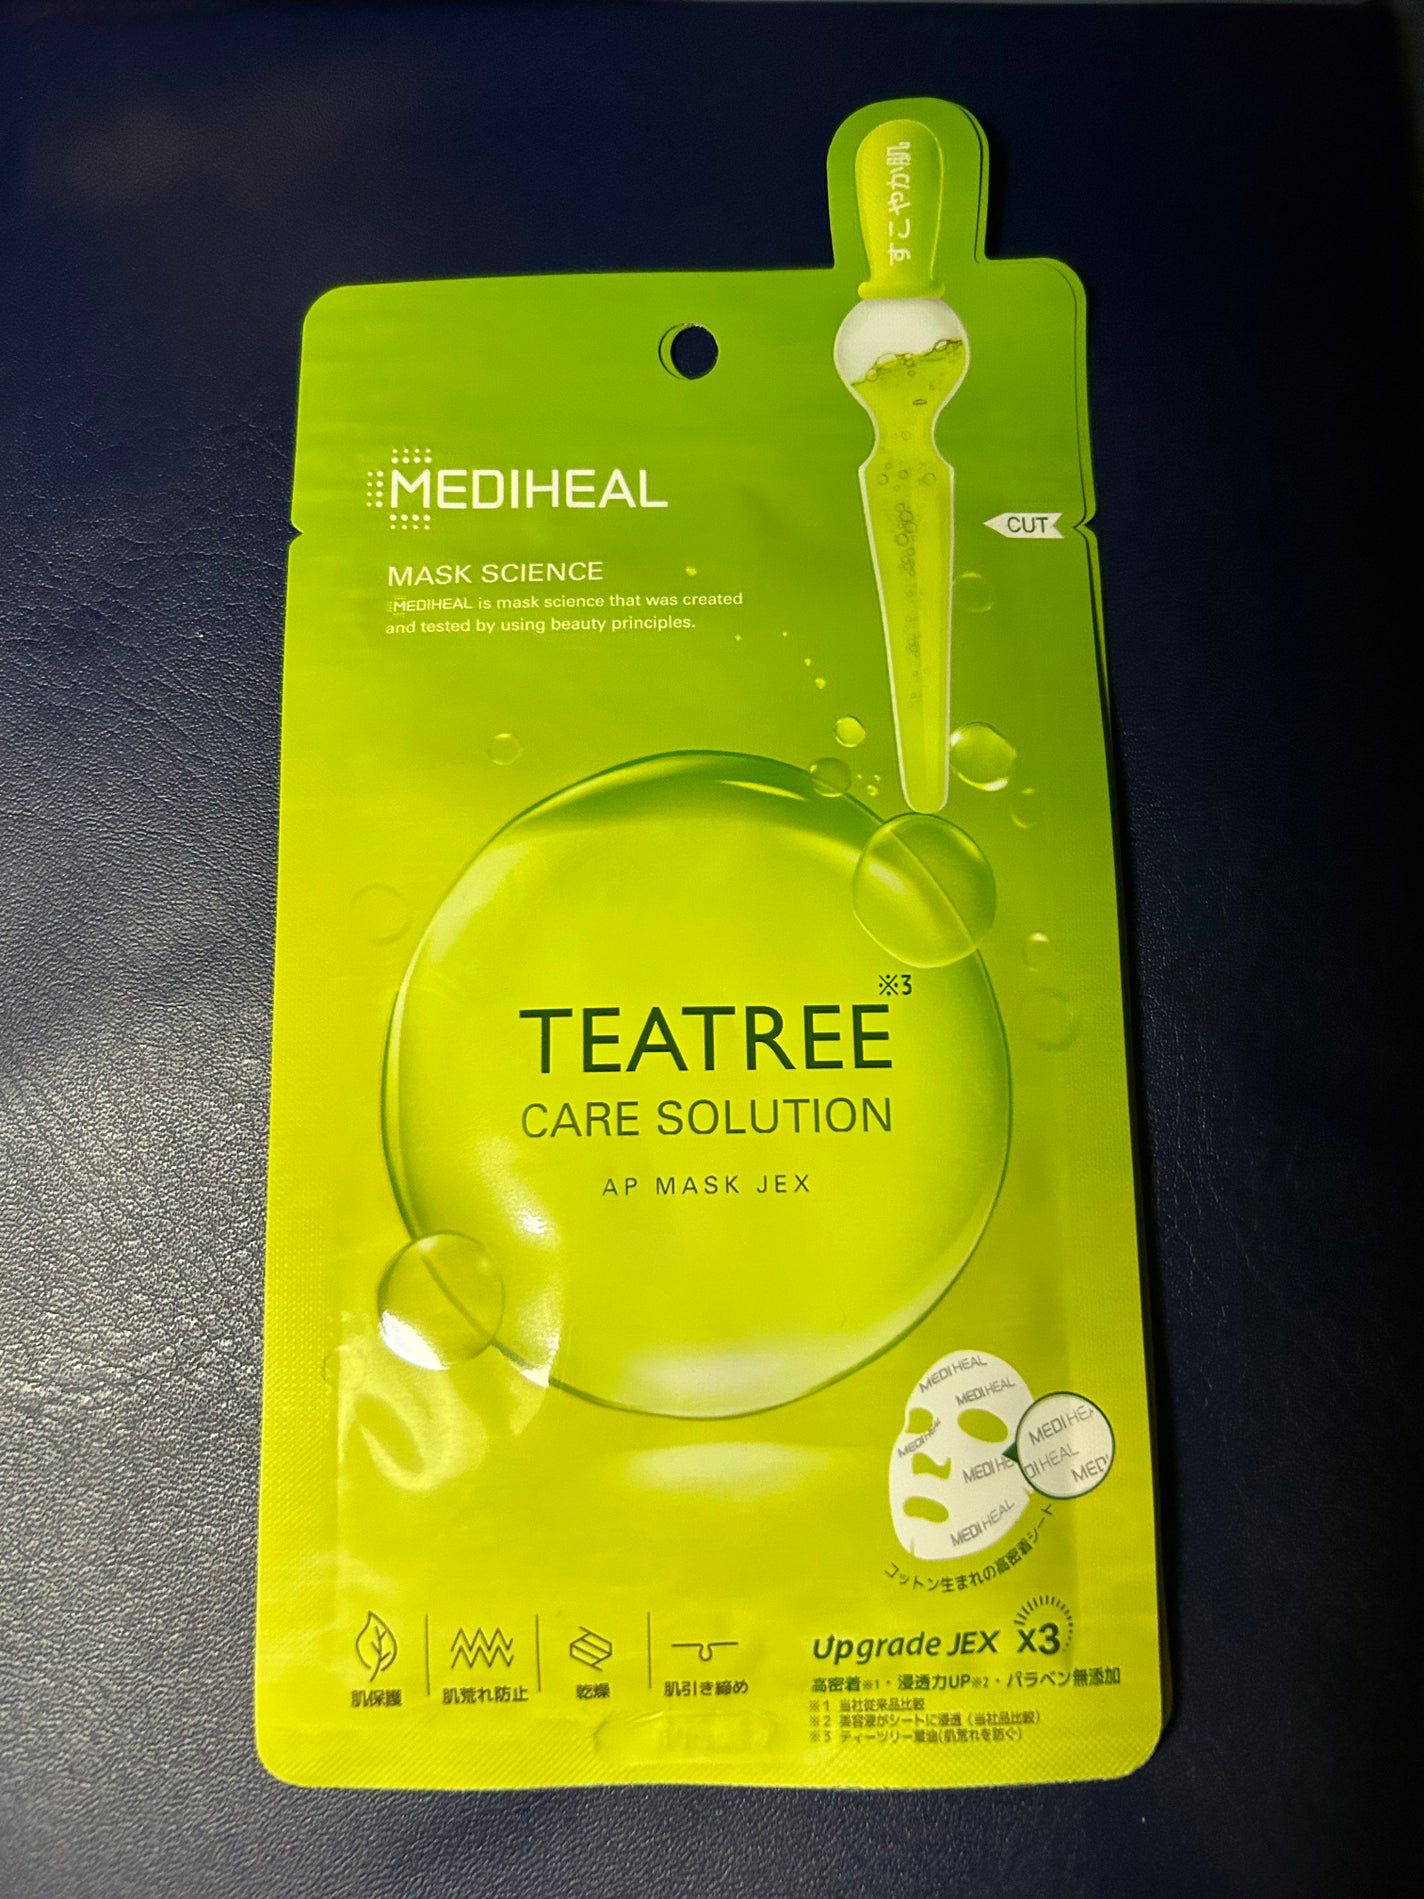 すこやか肌
MEDIHEAL
CUT
MASK SCIENCE
MEDIHEAL is mask science that was created
and tested by using beauty principles.
※3
TEATREE
CARE SOLUTION
AP MASK JEX
MEDIHEAL
MEDIHEAL
MEDIHEAL
MEDIHE
MEDIHEAL
MEDIHEA
DIHEAL
MEDI
コットン生まれの高密着シート
肌保護
肌荒れ防止
乾燥
肌引き締め
Upgrade JEX X3
高密着※1・浸透力UP※2・パラベン無添加
※1 当社従来品比較
※2 美容液がシートに浸透（当社品比較）
※3 ティーツリー葉油(肌荒れを防ぐ)